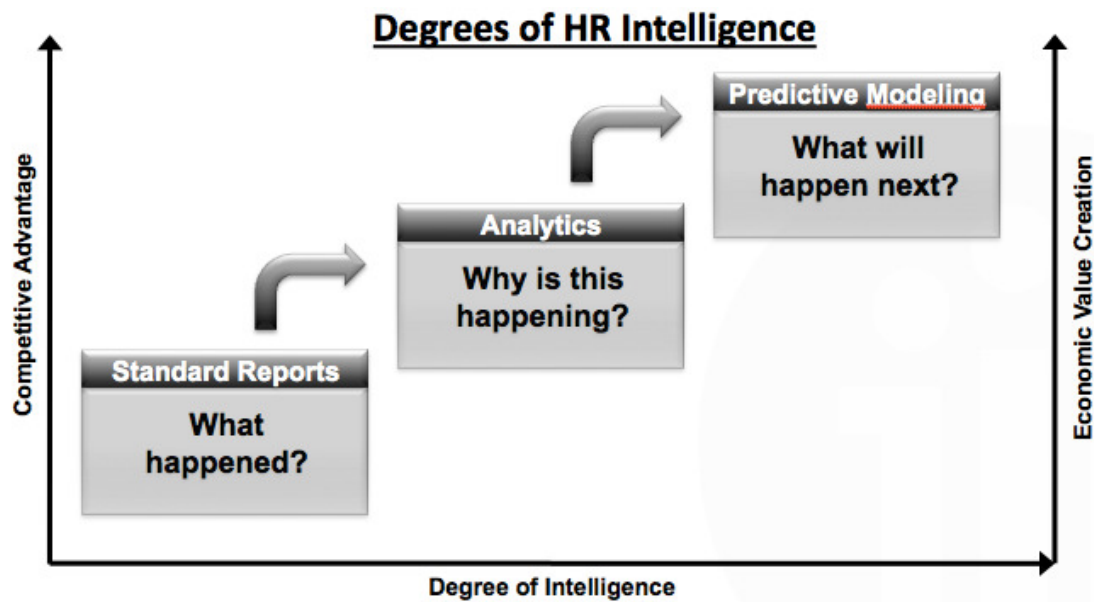 Degrees of HR Intelligence
Predictive Modeling
What will
happen next?
Analytics
Why is this
happening?
Standard Reports
What
happened?
Competitive Advantage
Economic Value Creation
Degree of Intelligence